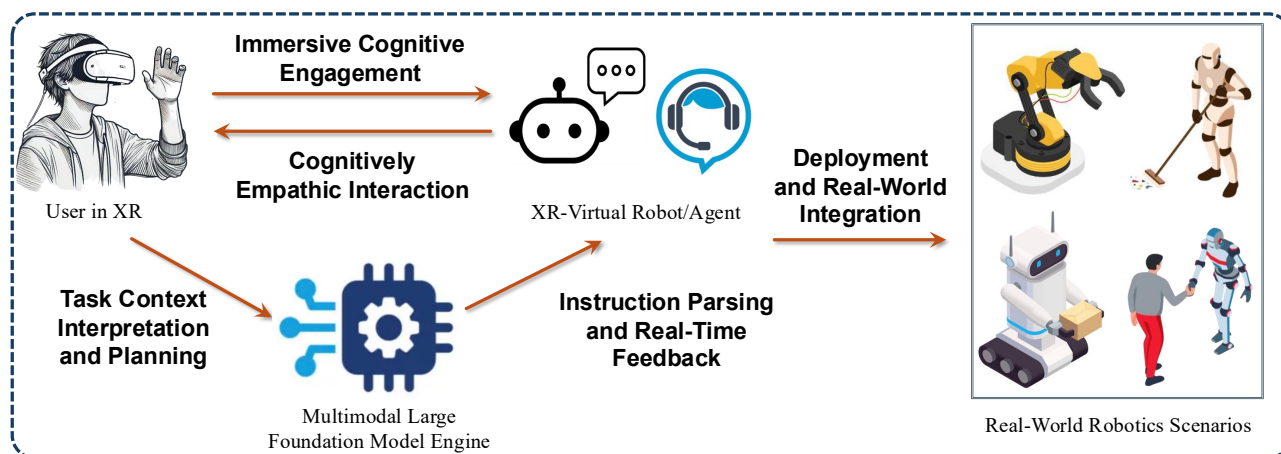 Immersive Cognitive
Engagement
Cognitively
Empathic Interaction
User in XR
XR-Virtual Robot/Agent
Deployment
and Real-World
Integration
Task Context
Interpretation
and Planning
Instruction Parsing
and Real-Time
Feedback
Multimodal Large
Foundation Model Engine
Real-World Robotics Scenarios